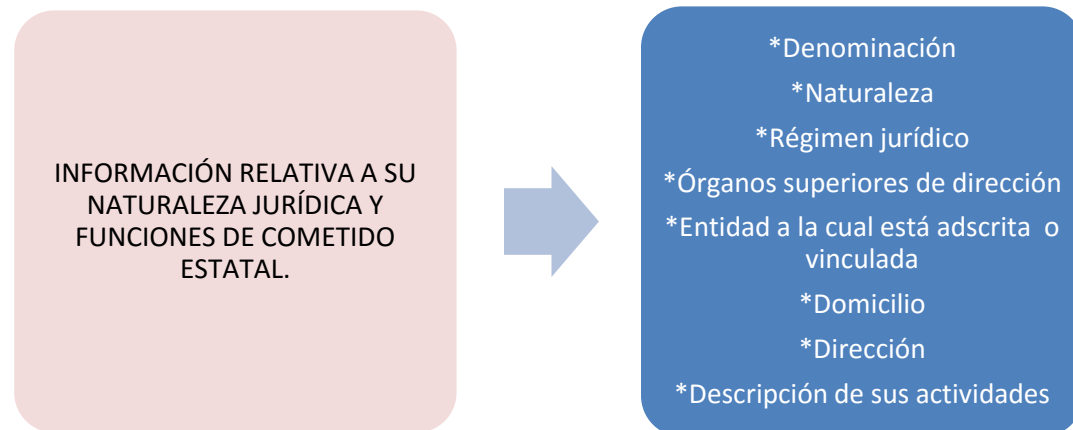 INFORMACIÓN RELATIVA A SU
NATURALEZA JURÍDICA Y
FUNCIONES DE COMETIDO
ESTATAL.
*Denominación
*Naturaleza
*Régimen jurídico
*Órganos superiores de dirección
*Entidad a la cual está adscrita o
vinculada
*Domicilio
*Dirección
*Descripción de sus actividades